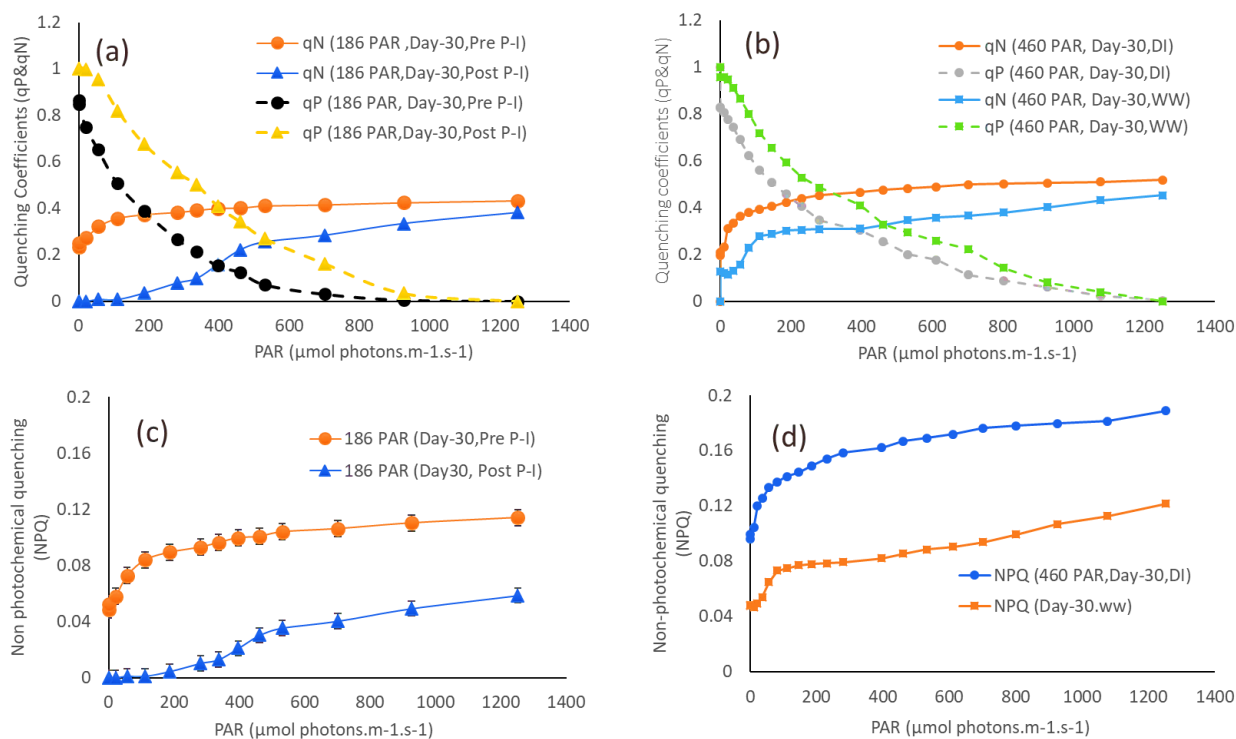 (a)
Quenching Coefficients (qP&qN)
1.2
1
0.8
0.6
0.4
0.2
0
qN (186 PAR ,Day-30,Pre P-I)
qN (186 PAR,Day-30,Post P-I)
qP (186 PAR, Day-30,Pre P-I)
qP (186 PAR,Day-30,Post P-I)
0 200 400 600 800 1000 1200 1400
PAR (µmol photons.m-1.s-1)
(b)
Quenching Coefficients (qP&qN)
1.2
1
0.8
0.6
0.4
0.2
0
qN (460 PAR, Day-30,DI)
qP (460 PAR, Day-30,DI)
qN (460 PAR, Day-30,WW)
qP (460 PAR, Day-30,WW)
0 200 400 600 800 1000 1200 1400
PAR (µmol photons.m-1.s-1)
(c)
Non photochemical quenching
(NPQ)
0.2
0.16
0.12
0.08
0.04
0
186 PAR (Day-30,Pre P-I)
186 PAR (Day30, Post P-I)
0 200 400 600 800 1000 1200 1400
PAR (µmol photons.m-1.s-1)
(d)
Non-photochemical quenching
(NPQ)
0.2
0.16
0.12
0.08
0.04
0
NPQ (460 PAR,Day-30,DI)
NPQ (Day-30.ww)
0 200 400 600 800 1000 1200 1400
PAR (µmol photons.m-1.s-1)